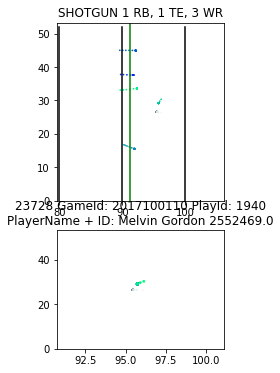 SHOTGUN 1 RB, 1 TE, 3 WR
50
40
30
20
10
0
80 90 100
GameId: 2017100110 PlayId: 1940
PlayerName + ID: Melvin Gordon 2552469.0
40
20
0
92.5 95.0 97.5 100.0